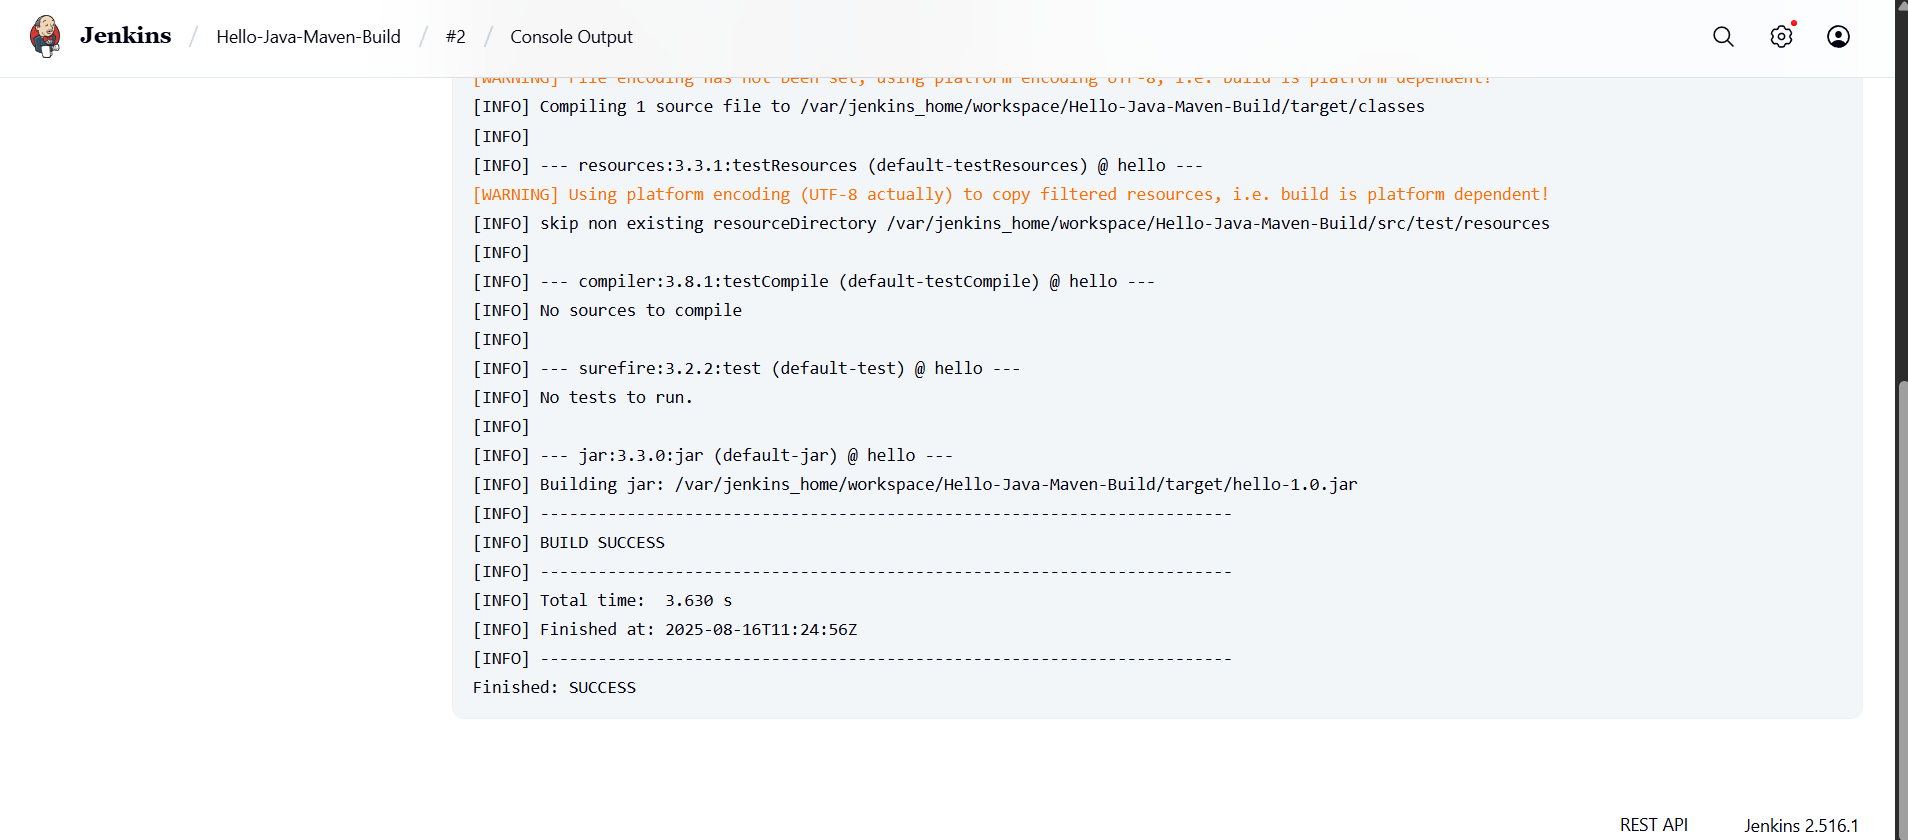 Jenkins / Hello-Java-Maven-Build / #2 / Console Output
[WARNING] File encoding has not been set, using platform encoding UTF-8, i.e. build is platform dependent!
[INFO] Compiling 1 source file to /var/jenkins_home/workspace/Hello-Java-Maven-Build/target/classes
[INFO]
[INFO] --- resources:3.3.1:testResources (default-testResources) @ hello ---
[WARNING] Using platform encoding (UTF-8 actually) to copy filtered resources, i.e. build is platform dependent!
[INFO] skip non existing resourceDirectory /var/jenkins_home/workspace/Hello-Java-Maven-Build/src/test/resources
[INFO]
[INFO] --- compiler:3.8.1:testCompile (default-testCompile) @ hello ---
[INFO] No sources to compile
[INFO]
[INFO] --- surefire:3.2.2:test (default-test) @ hello ---
[INFO] No tests to run.
[INFO]
[INFO] --- jar:3.3.0:jar (default-jar) @ hello ---
[INFO] Building jar: /var/jenkins_home/workspace/Hello-Java-Maven-Build/target/hello-1.0.jar
[INFO] ------------------------------------------------------------------------
[INFO] BUILD SUCCESS
[INFO] ------------------------------------------------------------------------
[INFO] Total time:  3.630 s
[INFO] Finished at: 2025-08-16T11:24:56Z
[INFO] ------------------------------------------------------------------------
Finished: SUCCESS
REST API Jenkins 2.516.1